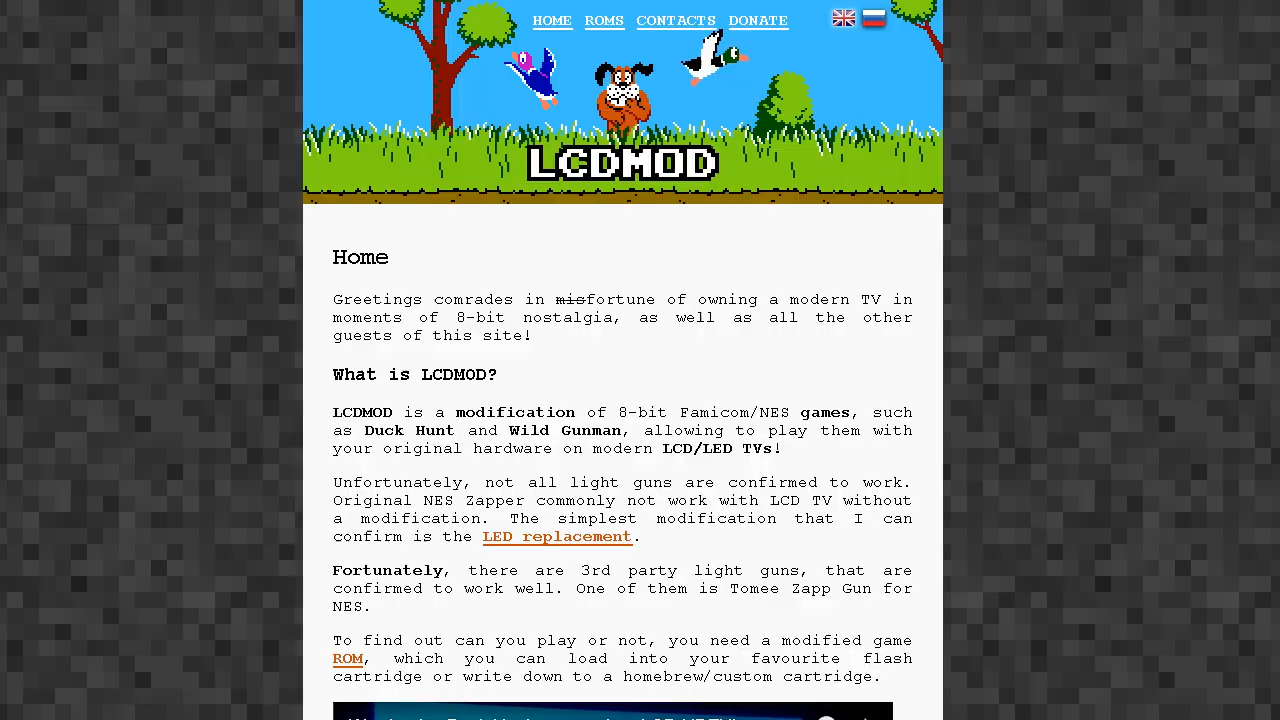 HOME ROMS CONTACTS DONATE
LCDMOD
Home
Greetings comrades in misfortune of owning a modern TV in
moments of 8-bit nostalgia, as well as all the other
guests of this site!
What is LCDMOD?
LCDMOD is a modification of 8-bit Famicom/NES games, such
as Duck Hunt and Wild Gunman, allowing to play them with
your original hardware on modern LCD/LED TVs!
Unfortunately, not all light guns are confirmed to work.
Original NES Zapper commonly not work with LCD TV without
a modification. The simplest modification that I can
confirm is the LED replacement.
Fortunately, there are 3rd party light guns, that are
confirmed to work well. One of them is Tomee Zapp Gun for
NES.
To find out can you play or not, you need a modified game
ROM, which you can load into your favourite flash
cartridge or write down to a homebrew/custom cartridge.